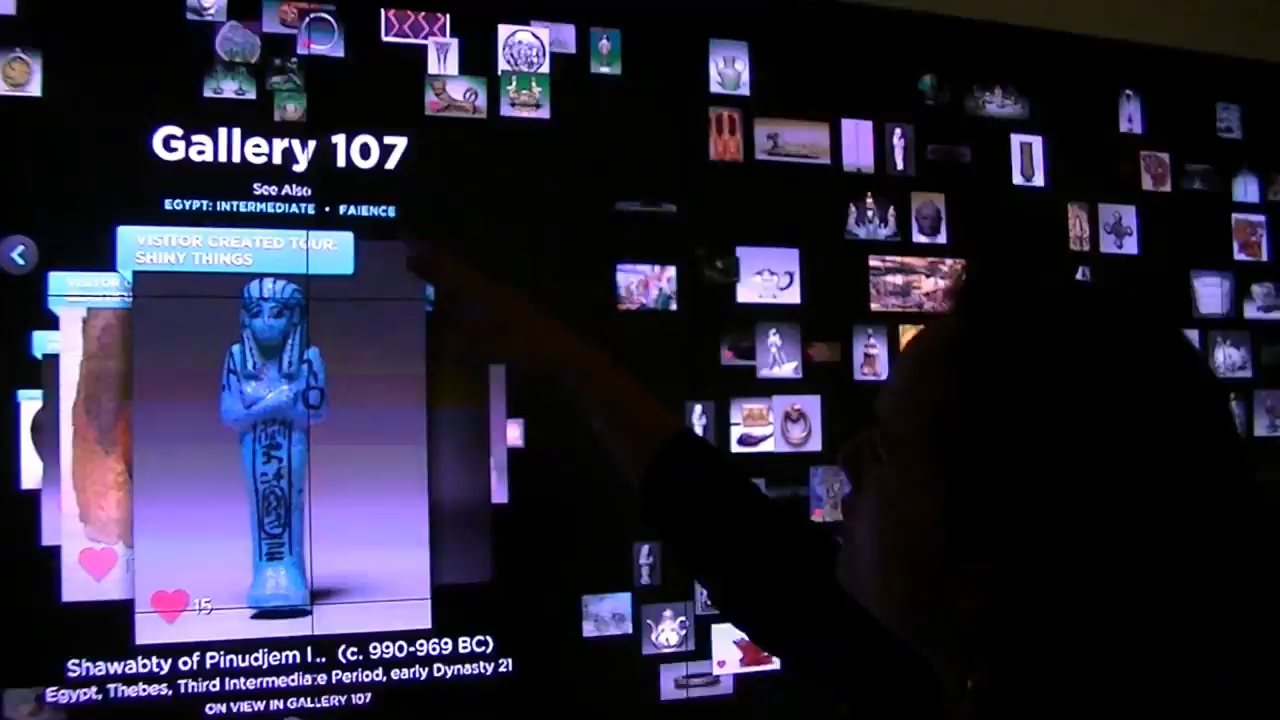 Gallery 107
See Also
EGYPT: INTERMEDIATE • FAIENCE
VISITOR CREATED TOUR:
SHINY THINGS
VISITOR
15
Shawabty of Pinudjem I .. (c. 990-969 BC)
Egypt, Thebes, Third Intermediate Period, early Dynasty 21
ON VIEW IN GALLERY 107